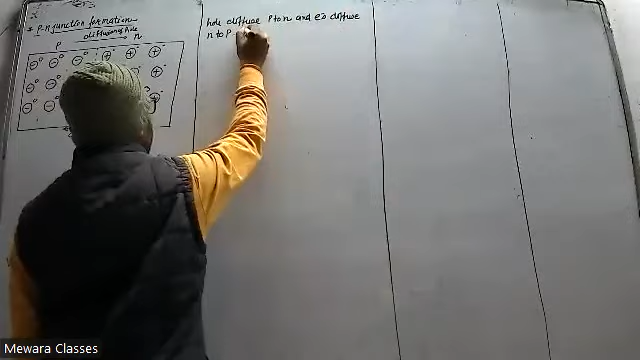 * P-n junction formation
Diffusion of hole
P n
hole diffuse P to n and e⊖ diffuse
n to P
Mewara Classes